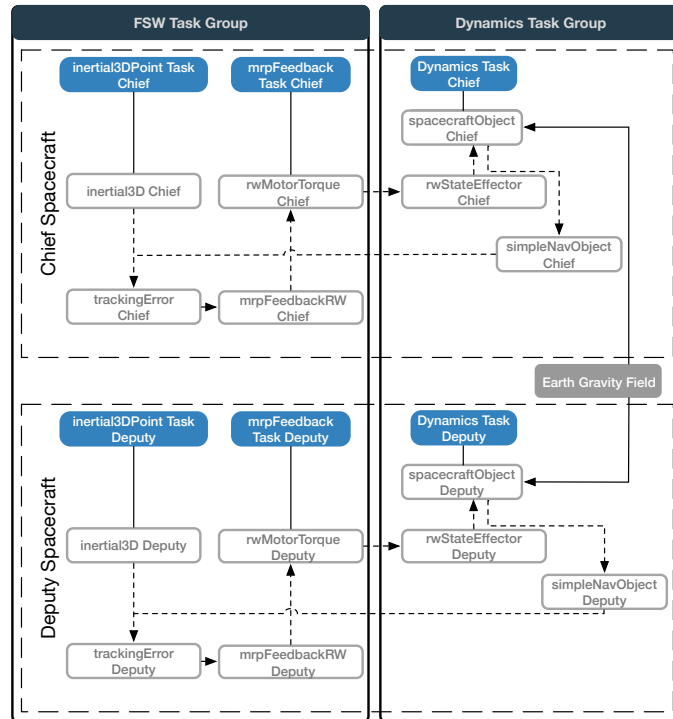 FSW Task Group
Dynamics Task Group
Chief Spacecraft
inertial3DPoint Task
Chief
mrpFeedback
Task Chief
Dynamics Task
Chief
spacecraftObject
Chief
inertial3D Chief
rwMotorTorque
Chief
rwStateEffector
Chief
simpleNavObject
Chief
trackingError
Chief
mrpFeedbackRW
Chief
Earth Gravity Field
Deputy Spacecraft
inertial3DPoint Task
Deputy
mrpFeedback
Task Deputy
Dynamics Task
Deputy
spacecraftObject
Deputy
inertial3D Deputy
rwMotorTorque
Deputy
rwStateEffector
Deputy
simpleNavObject
Deputy
trackingError
Deputy
mrpFeedbackRW
Deputy